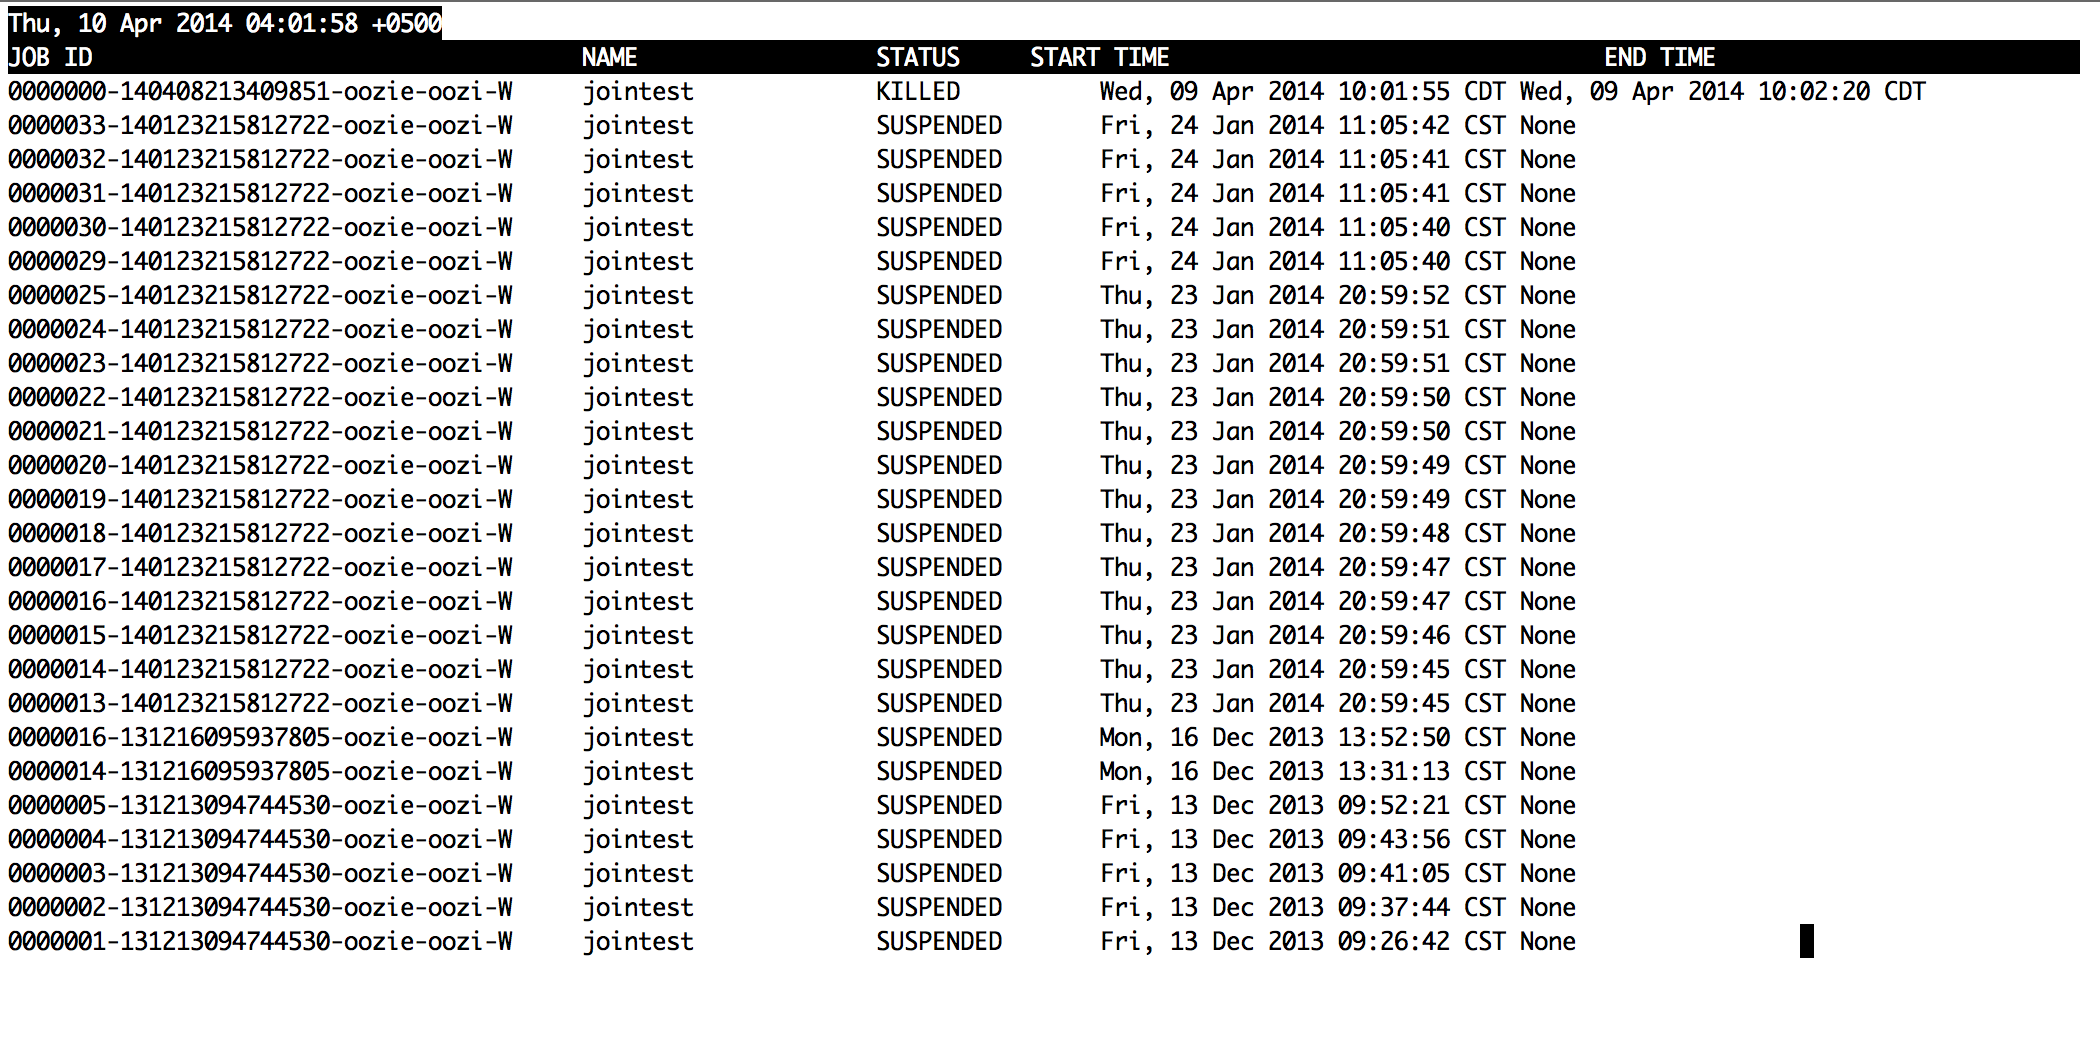 Thu, 10 Apr 2014 04:01:58 +0500
JOB ID NAME STATUS START TIME END TIME
0000000-140408213409851-oozie-oozi-W jointest KILLED Wed, 09 Apr 2014 10:01:55 CDT Wed, 09 Apr 2014 10:02:20 CDT
0000033-140123215812722-oozie-oozi-W jointest SUSPENDED Fri, 24 Jan 2014 11:05:42 CST None
0000032-140123215812722-oozie-oozi-W jointest SUSPENDED Fri, 24 Jan 2014 11:05:41 CST None
0000031-140123215812722-oozie-oozi-W jointest SUSPENDED Fri, 24 Jan 2014 11:05:41 CST None
0000030-140123215812722-oozie-oozi-W jointest SUSPENDED Fri, 24 Jan 2014 11:05:40 CST None
0000029-140123215812722-oozie-oozi-W jointest SUSPENDED Fri, 24 Jan 2014 11:05:40 CST None
0000025-140123215812722-oozie-oozi-W jointest SUSPENDED Thu, 23 Jan 2014 20:59:52 CST None
0000024-140123215812722-oozie-oozi-W jointest SUSPENDED Thu, 23 Jan 2014 20:59:51 CST None
0000023-140123215812722-oozie-oozi-W jointest SUSPENDED Thu, 23 Jan 2014 20:59:51 CST None
0000022-140123215812722-oozie-oozi-W jointest SUSPENDED Thu, 23 Jan 2014 20:59:50 CST None
0000021-140123215812722-oozie-oozi-W jointest SUSPENDED Thu, 23 Jan 2014 20:59:50 CST None
0000020-140123215812722-oozie-oozi-W jointest SUSPENDED Thu, 23 Jan 2014 20:59:49 CST None
0000019-140123215812722-oozie-oozi-W jointest SUSPENDED Thu, 23 Jan 2014 20:59:49 CST None
0000018-140123215812722-oozie-oozi-W jointest SUSPENDED Thu, 23 Jan 2014 20:59:48 CST None
0000017-140123215812722-oozie-oozi-W jointest SUSPENDED Thu, 23 Jan 2014 20:59:47 CST None
0000016-140123215812722-oozie-oozi-W jointest SUSPENDED Thu, 23 Jan 2014 20:59:47 CST None
0000015-140123215812722-oozie-oozi-W jointest SUSPENDED Thu, 23 Jan 2014 20:59:46 CST None
0000014-140123215812722-oozie-oozi-W jointest SUSPENDED Thu, 23 Jan 2014 20:59:45 CST None
0000013-140123215812722-oozie-oozi-W jointest SUSPENDED Thu, 23 Jan 2014 20:59:45 CST None
0000016-131216095937805-oozie-oozi-W jointest SUSPENDED Mon, 16 Dec 2013 13:52:50 CST None
0000014-131216095937805-oozie-oozi-W jointest SUSPENDED Mon, 16 Dec 2013 13:31:13 CST None
0000005-131213094744530-oozie-oozi-W jointest SUSPENDED Fri, 13 Dec 2013 09:52:21 CST None
0000004-131213094744530-oozie-oozi-W jointest SUSPENDED Fri, 13 Dec 2013 09:43:56 CST None
0000003-131213094744530-oozie-oozi-W jointest SUSPENDED Fri, 13 Dec 2013 09:41:05 CST None
0000002-131213094744530-oozie-oozi-W jointest SUSPENDED Fri, 13 Dec 2013 09:37:44 CST None
0000001-131213094744530-oozie-oozi-W jointest SUSPENDED Fri, 13 Dec 2013 09:26:42 CST None